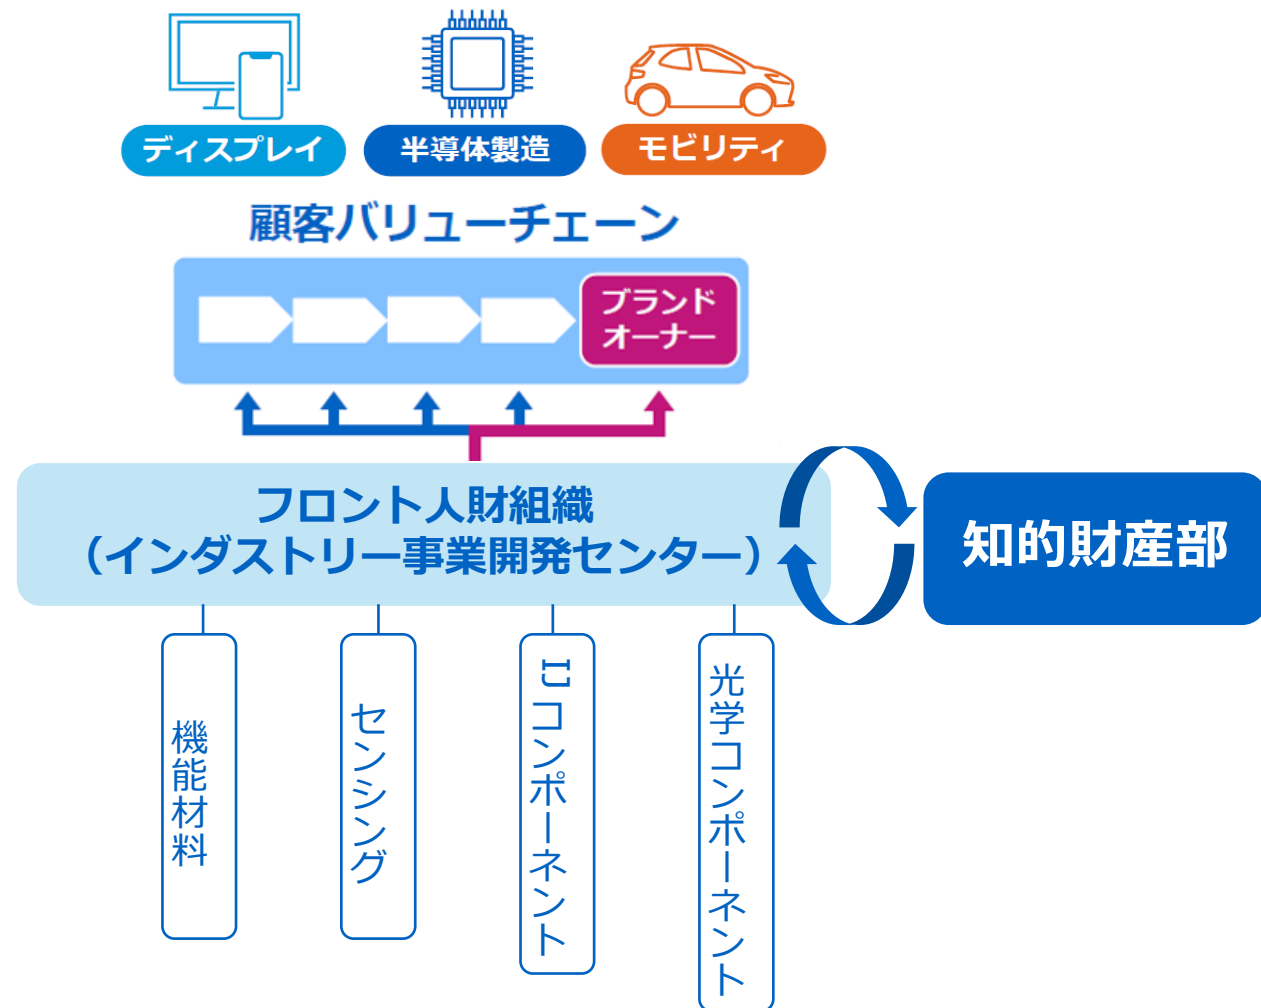 ディスプレイ
半導体製造
モビリティ
顧客バリューチェーン
ブランド
オーナー
フロント人財組織
（インダストリー事業開発センター）
知的財産部
機能材料
センシング
IJコンポーネント
光学コンポーネント